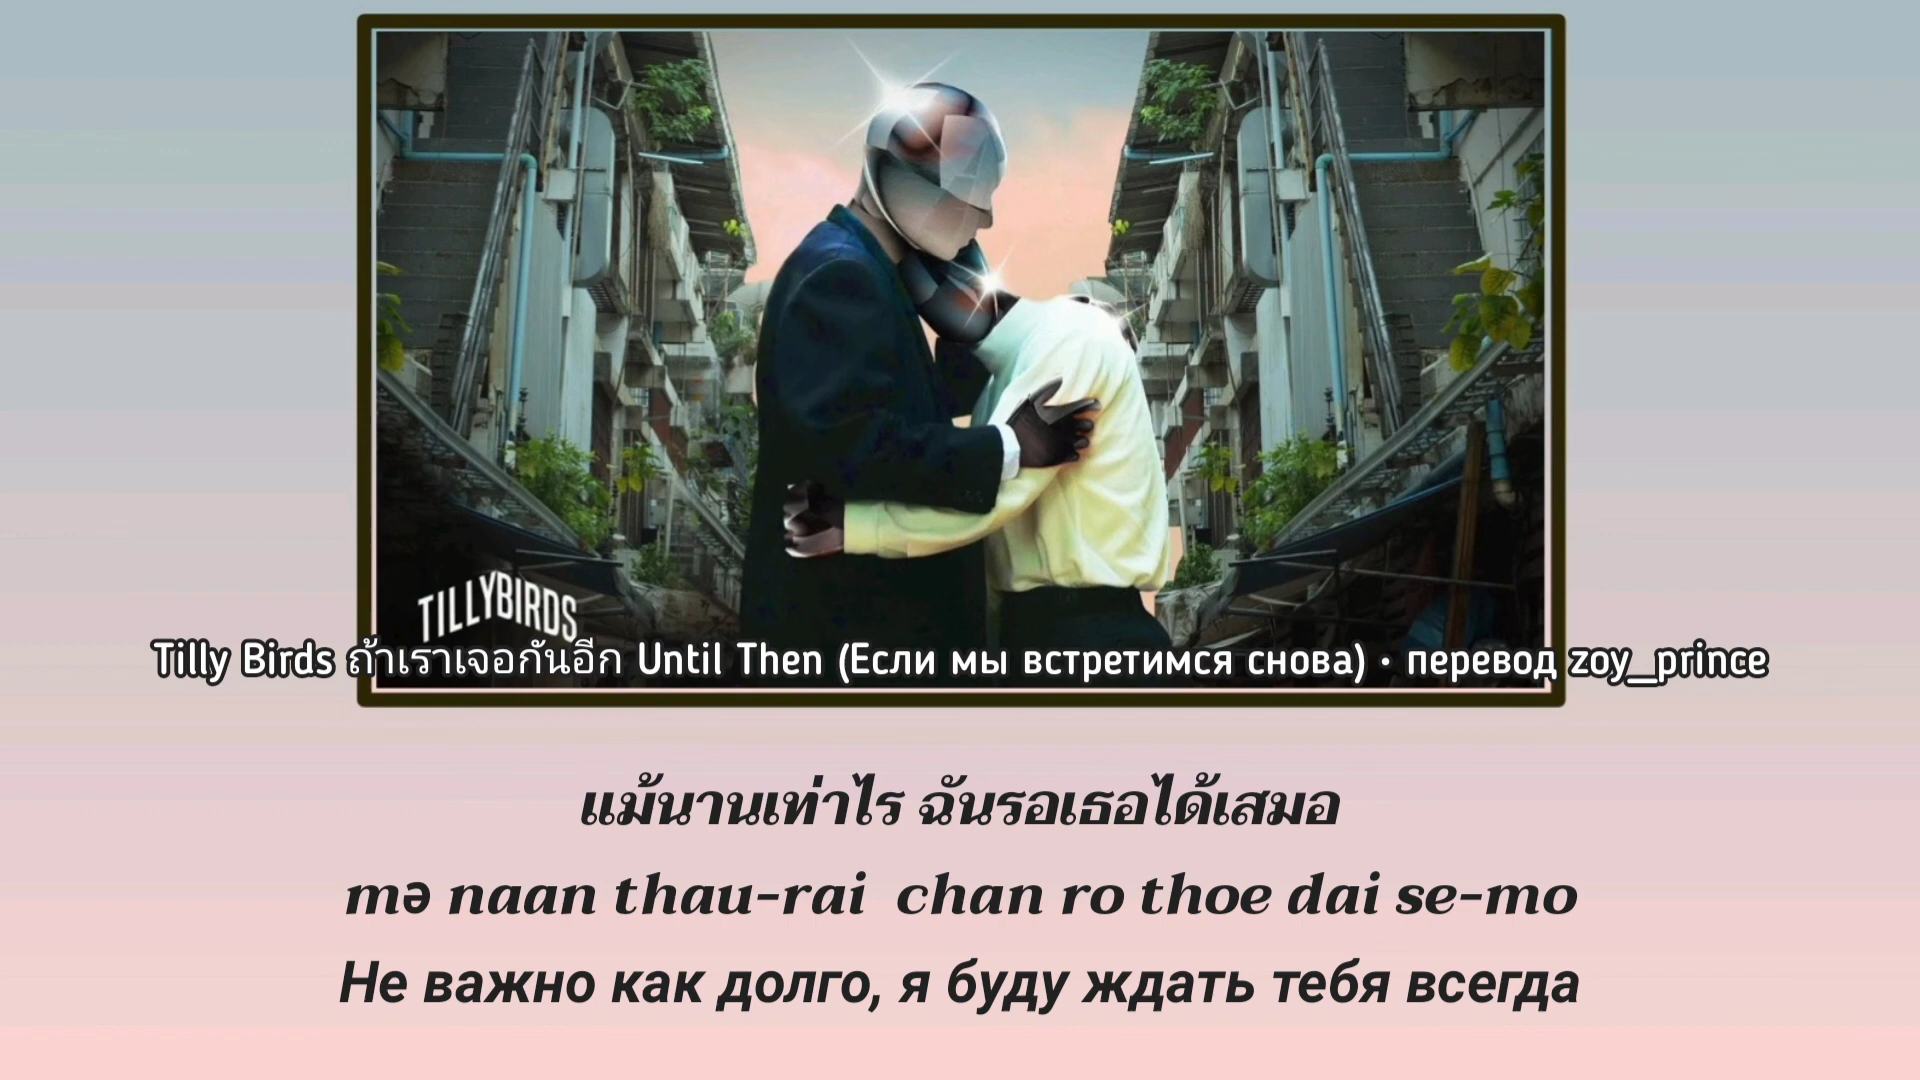 TILLYBIRDS
Tilly Birds ถ้าเราเจอกันอีก Until Then (Если мы встретимся снова) • перевод zoy_prince
แม้นานเท่าไร ฉันรอเธอได้เสมอ
mə naan thau-rai chan ro thoe dai se-mo
Не важно как долго, я буду ждать тебя всегда